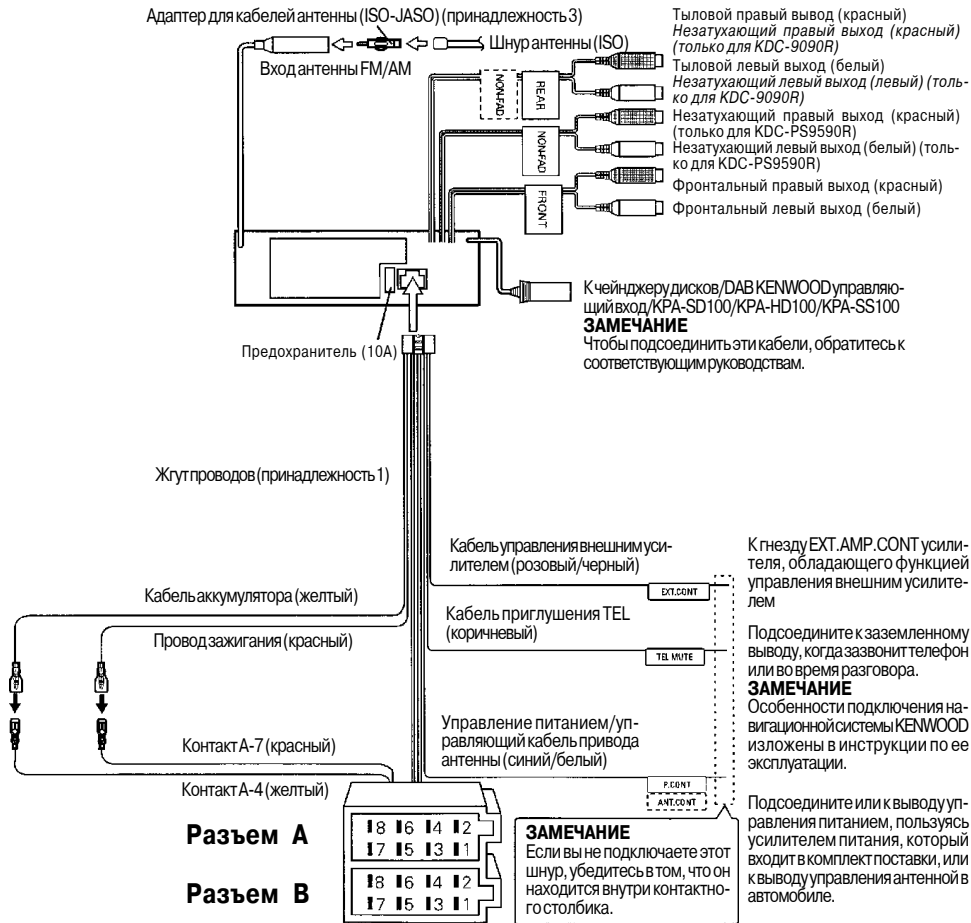 Адаптер для кабелей антенны (ISO-JASO) (принадлежность 3)
Шнур антенны (ISO)
Вход антенны FM/AM
Тыловой правый вывод (красный)
Незатухающий правый выход (красный)
(только для KDC-9090R)
Тыловой левый выход (белый)
Незатухающий левый выход (левый) (толь-
ко для KDC-9090R)
Незатухающий правый выход (красный)
(только для KDC-PS9590R)
Незатухающий левый выход (белый) (толь-
ко для KDC-PS9590R)
Фронтальный правый выход (красный)
Фронтальный левый выход (белый)
NON-FAD
REAR
NON-FAD
FRONT
К чейнджеру дисков/DAB KENWOOD управляю-
щий вход/KPA-SD100/KPA-HD100/KPA-SS100
ЗАМЕЧАНИЕ
Чтобы подсоединить эти кабели, обратитесь к
соответствующим руководствам.
Предохранитель (10A)
Жгут проводов (принадлежность 1)
Кабель управления внешним уси-
лителем (розовый/черный)
EXT.CONT
К гнезду EXT.AMP.CONT усили-
теля, обладающего функцией
управления внешним усилите-
лем
Кабель аккумулятора (желтый)
Провод зажигания (красный)
Кабель приглушения TEL
(коричневый)
TEL MUTE
Подсоедините к заземленному
выводу, когда зазвонит телефон
или во время разговора.
ЗАМЕЧАНИЕ
Особенности подключения на-
вигационной системы KENWOOD
изложены в инструкции по ее
эксплуатации.
Контакт А-7 (красный)
Контакт А-4 (желтый)
Управление питанием/уп-
равляющий кабель привода
антенны (синий/белый)
P.CONT
ANT.CONT
Подсоедините или к выводу уп-
равления питанием, пользуясь
усилителем питания, который
входит в комплект поставки, или
к выводу управления антенной в
автомобиле.
Разъем А
8 6 4 2
7 5 3 1
Разъем В
8 6 4 2
7 5 3 1
ЗАМЕЧАНИЕ
Если вы не подключаете этот
шнур, убедитесь в том, что он
находится внутри контактно-
го столбика.